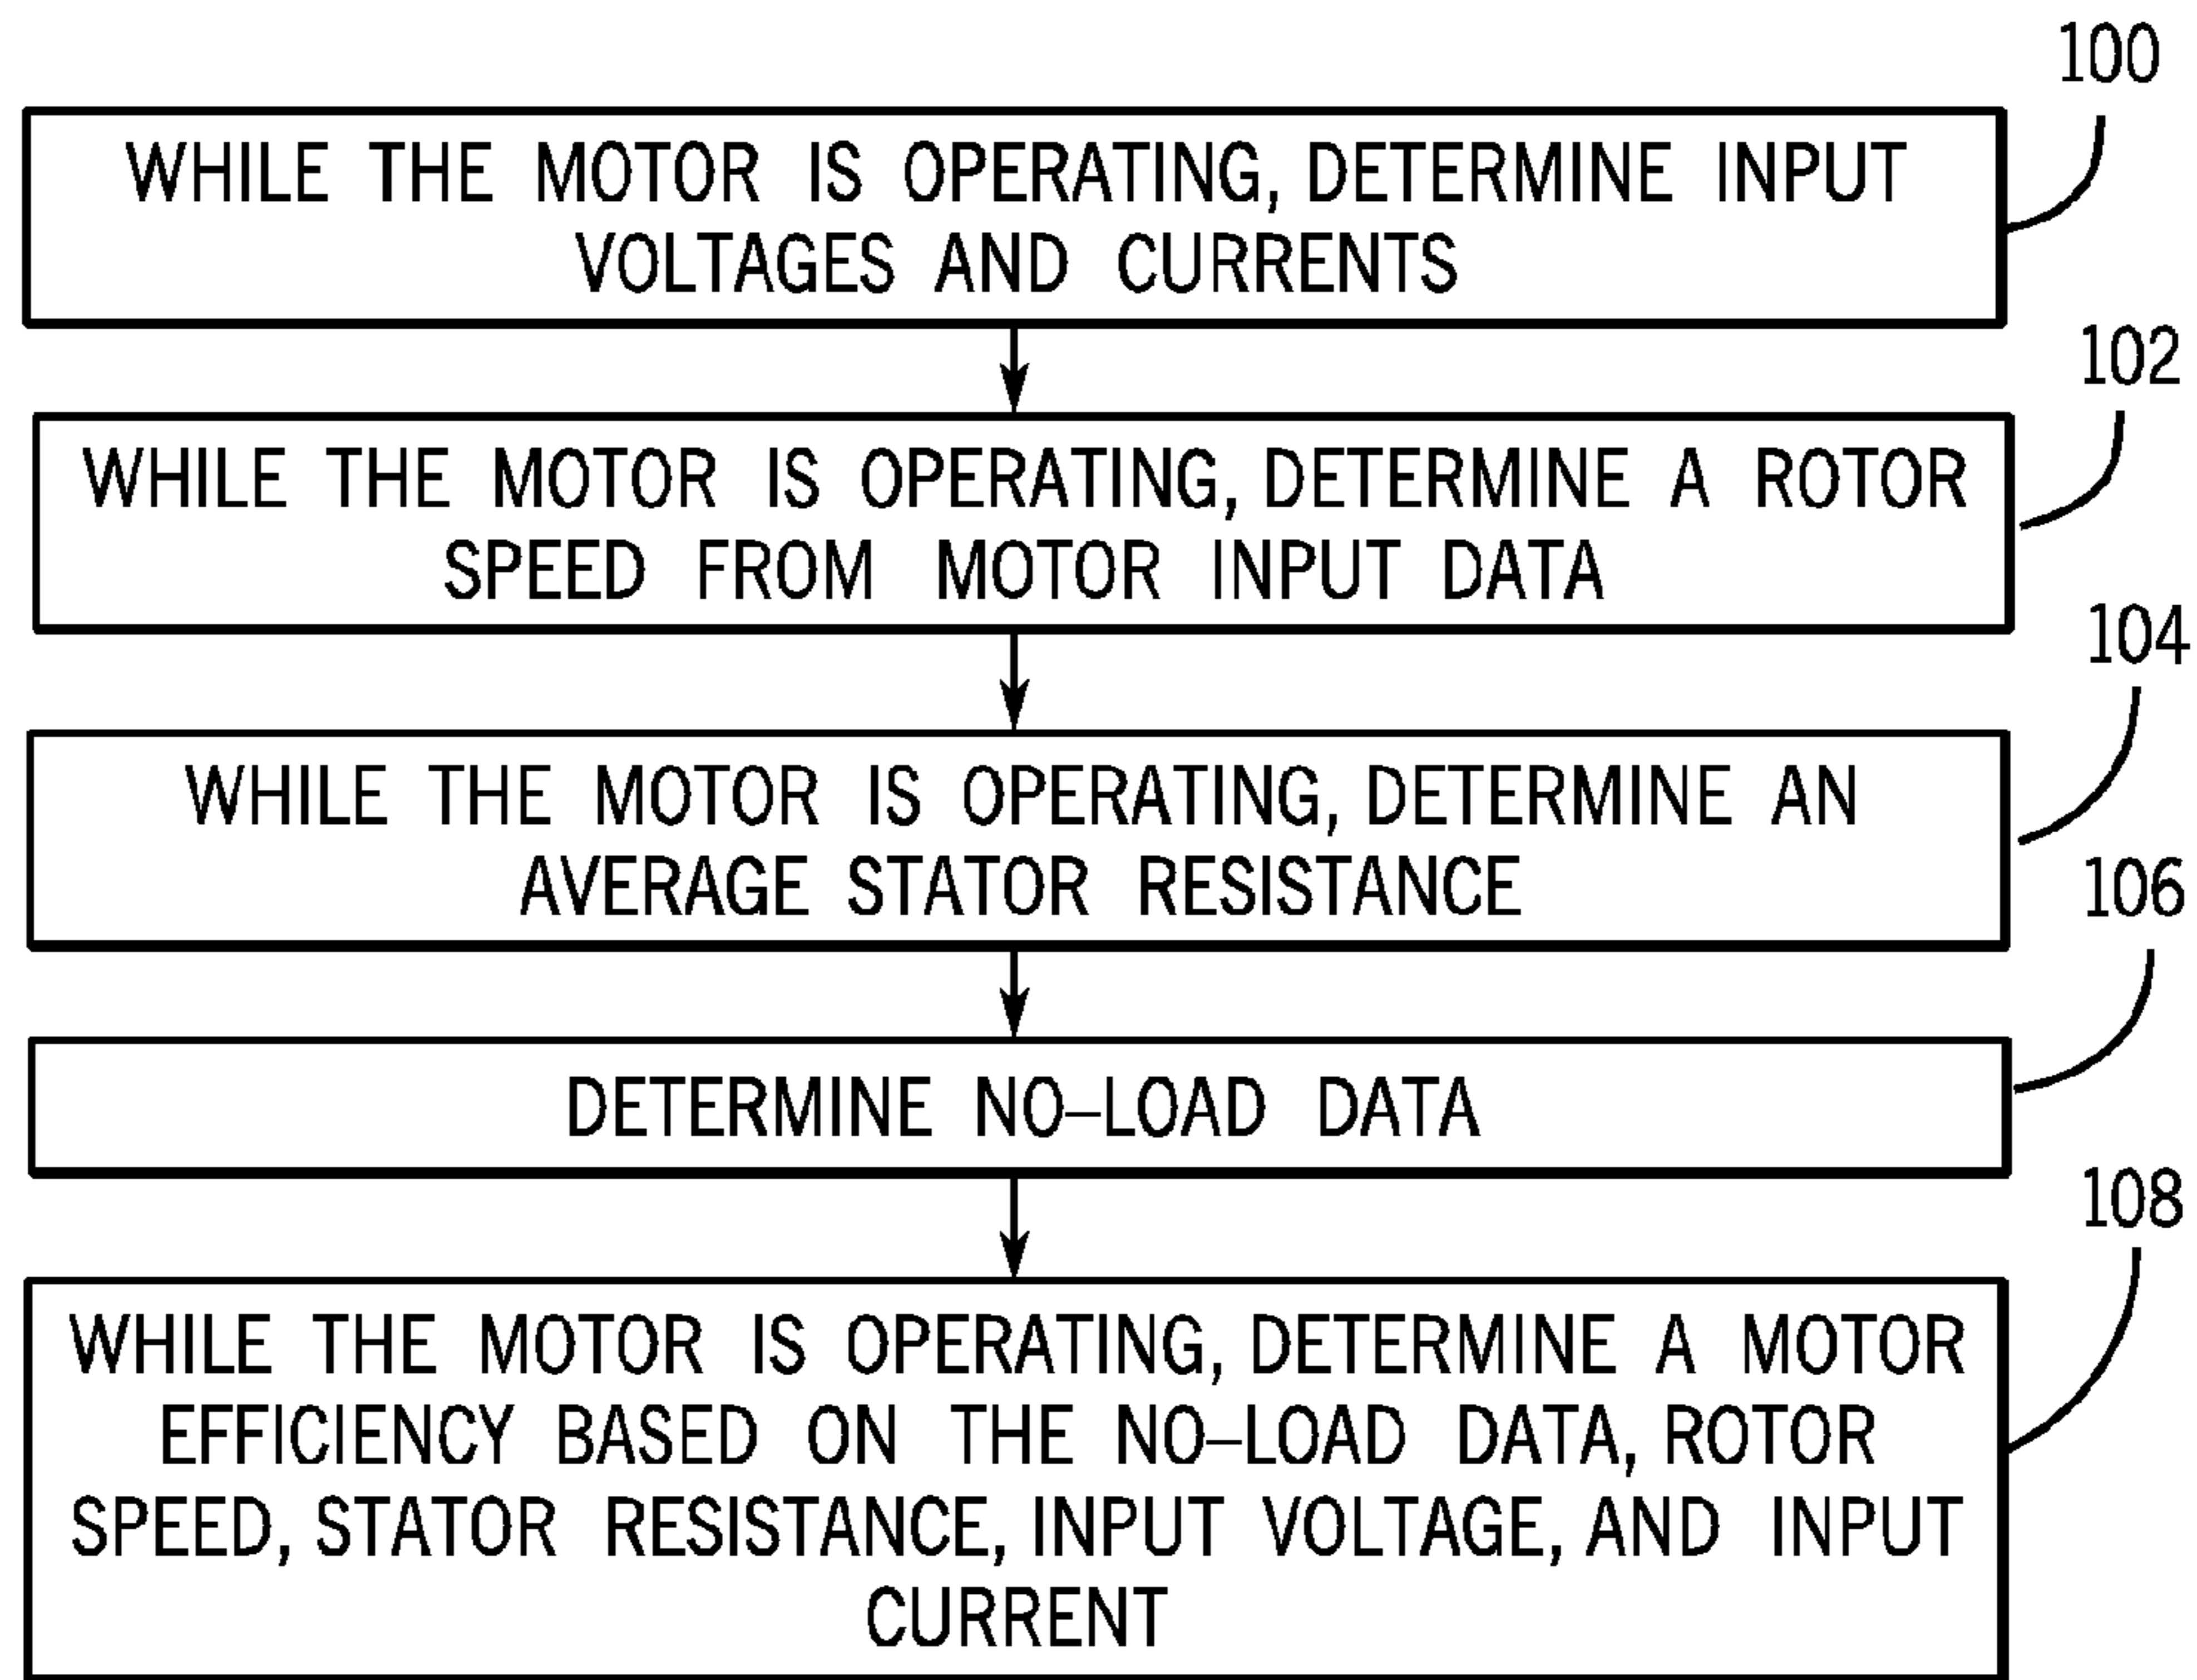 100
WHILE THE MOTOR IS OPERATING, DETERMINE INPUT
VOLTAGES AND CURRENTS
102
WHILE THE MOTOR IS OPERATING, DETERMINE A ROTOR
SPEED FROM MOTOR INPUT DATA
104
WHILE THE MOTOR IS OPERATING, DETERMINE AN
AVERAGE STATOR RESISTANCE
106
DETERMINE NO–LOAD DATA
108
WHILE THE MOTOR IS OPERATING, DETERMINE A MOTOR
EFFICIENCY BASED ON THE NO–LOAD DATA, ROTOR
SPEED, STATOR RESISTANCE, INPUT VOLTAGE, AND INPUT
CURRENT